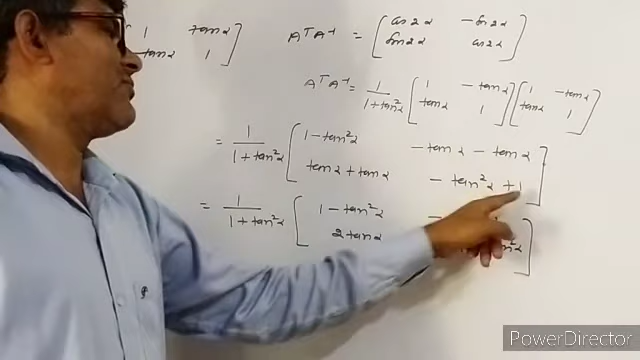 1 tanα
-tanα 1
AᵀA⁻¹ = [cos2α -sin2α
sin2α cos2α]
AᵀA⁻¹ = 1/(1+tan²α) [1 -tanα [1 -tanα
tanα 1] tanα 1]
= 1/(1+tan²α) [1-tan²α -tanα - tanα
tanα + tanα -tan²α + 1]
= 1/(1+tan²α) [1-tan²α -
2tanα n²α]
PowerDirector